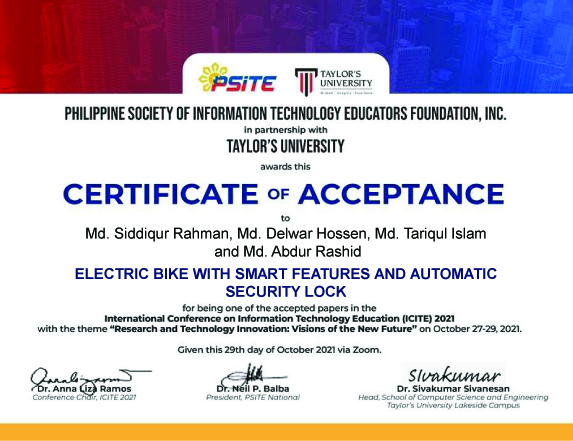 PSiTE
TAYLOR'S
UNIVERSITY
Wisdom · Integrity · Excellence
PHILIPPINE SOCIETY OF INFORMATION TECHNOLOGY EDUCATORS FOUNDATION, INC.
in partnership with
TAYLOR'S UNIVERSITY
awards this
CERTIFICATE OF ACCEPTANCE
to
Md. Siddiqur Rahman, Md. Delwar Hossen, Md. Tariqul Islam
and Md. Abdur Rashid
ELECTRIC BIKE WITH SMART FEATURES AND AUTOMATIC
SECURITY LOCK
for being one of the accepted papers in the
International Conference on Information Technology Education (ICITE) 2021
with the theme "Research and Technology Innovation: Visions of the New Future" on October 27-29, 2021.
Given this 29th day of October 2021 via Zoom.
Sivakumar
Dr. Anna Liza Ramos
Conference Chair, ICITE 2021
Dr. Neil P. Balba
President, PSITE National
Dr. Sivakumar Sivanesan
Head, School of Computer Science and Engineering
Taylor's University Lakeside Campus